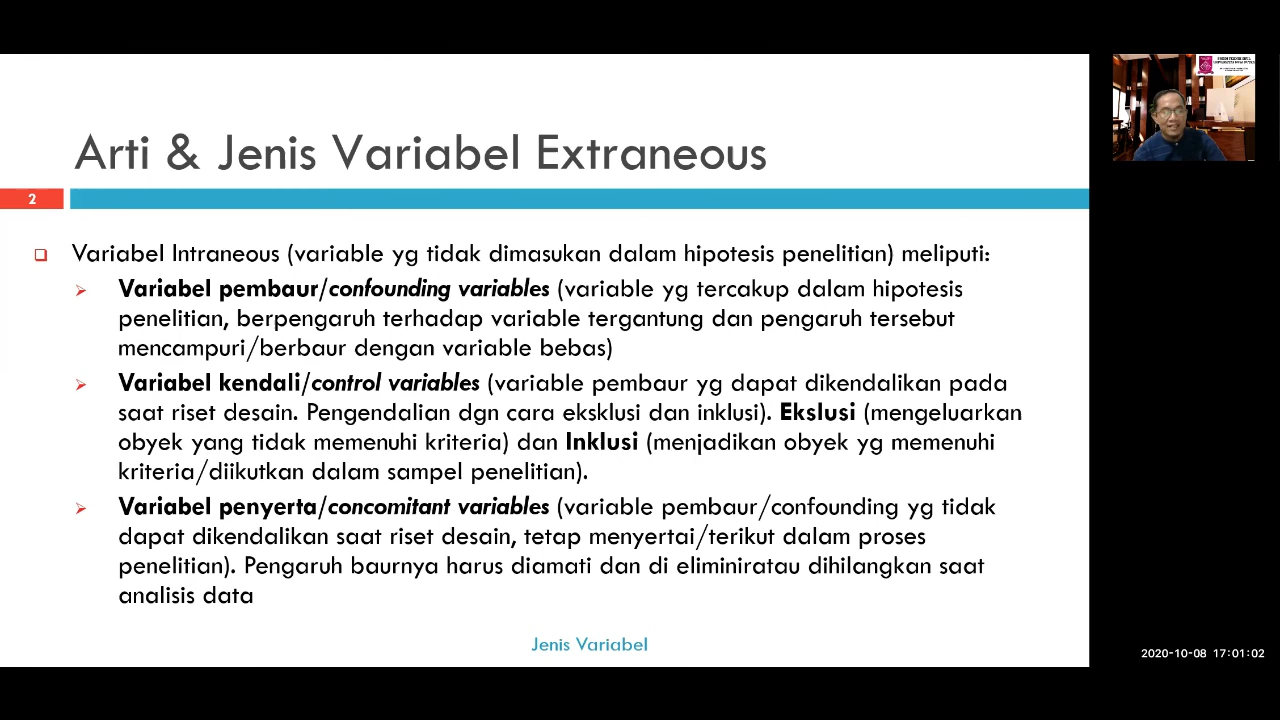 Arti & Jenis Variabel Extraneous
2
Variabel Intraneous (variable yg tidak dimasukan dalam hipotesis penelitian) meliputi:
Variabel pembaur/confounding variables (variable yg tercakup dalam hipotesis
penelitian, berpengaruh terhadap variable tergantung dan pengaruh tersebut
mencampuri/berbaur dengan variable bebas)
Variabel kendali/control variables (variable pembaur yg dapat dikendalikan pada
saat riset desain. Pengendalian dgn cara eksklusi dan inklusi). Ekslusi (mengeluarkan
obyek yang tidak memenuhi kriteria) dan Inklusi (menjadikan obyek yg memenuhi
kriteria/diikutkan dalam sampel penelitian).
Variabel penyerta/concomitant variables (variable pembaur/confounding yg tidak
dapat dikendalikan saat riset desain, tetap menyertai/terikut dalam proses
penelitian). Pengaruh baurnya harus diamati dan di eliminiratau dihilangkan saat
analisis data
Jenis Variabel
2020-10-08 17:01:02